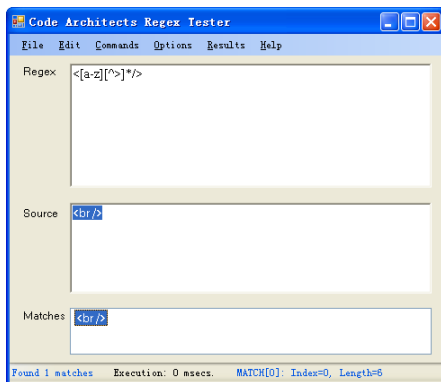 Code Architects Regex Tester
File Edit Commands Options Results Help
Regex
<[a-z][^>]*/>
Source
<br />
Matches
<br />
Found 1 matches Execution: 0 msecs. MATCH[0]: Index=0, Length=6